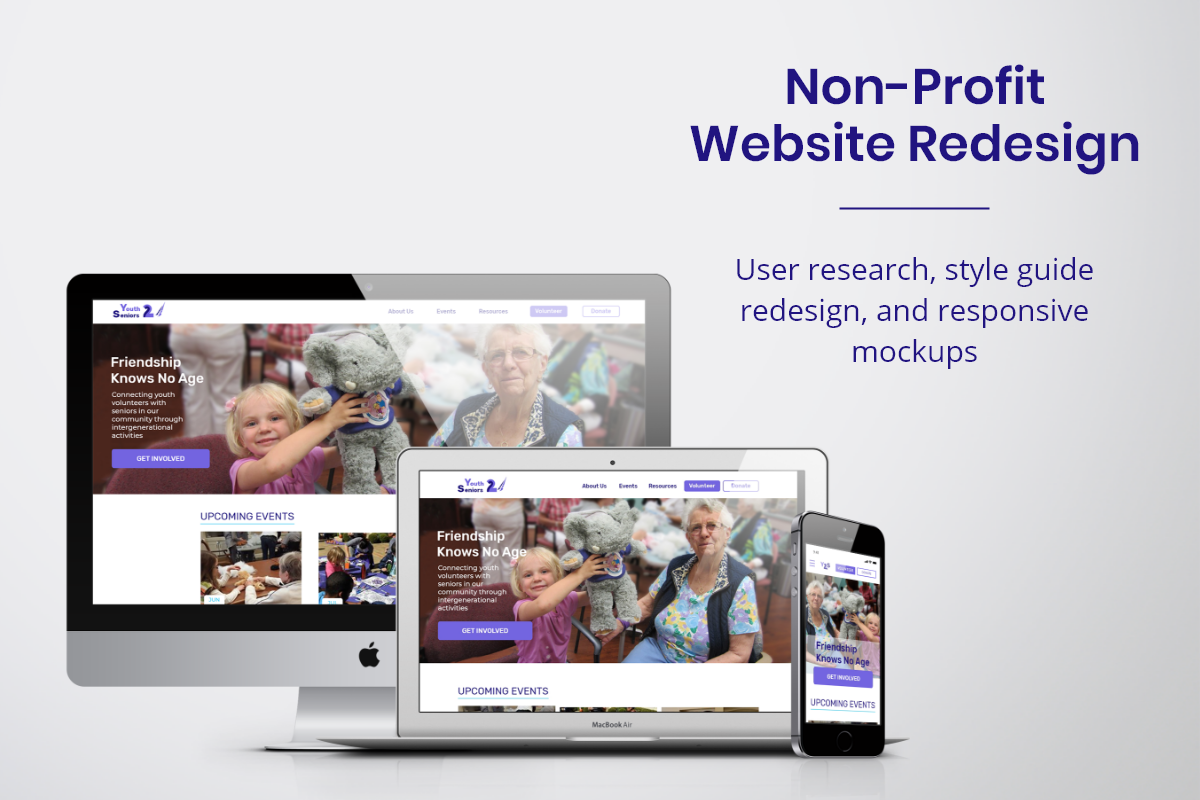 Non-Profit
Website Redesign
User research, style guide
redesign, and responsive
mockups
Youth
Seniors 2
About Us
Events
Resources
Volunteer
Donate
Friendship
Knows No Age
Connecting youth
volunteers with
seniors in our
community through
intergenerational
activities
GET INVOLVED
UPCOMING EVENTS
JUN
Youth
Seniors 2
About Us
Events
Resources
Volunteer
Donate
Friendship
Knows No Age
Connecting youth
volunteers with
seniors in our
community through
intergenerational
activities
GET INVOLVED
UPCOMING EVENTS
MacBook Air
Friendship
Knows No Age
GET INVOLVED
UPCOMING EVENTS